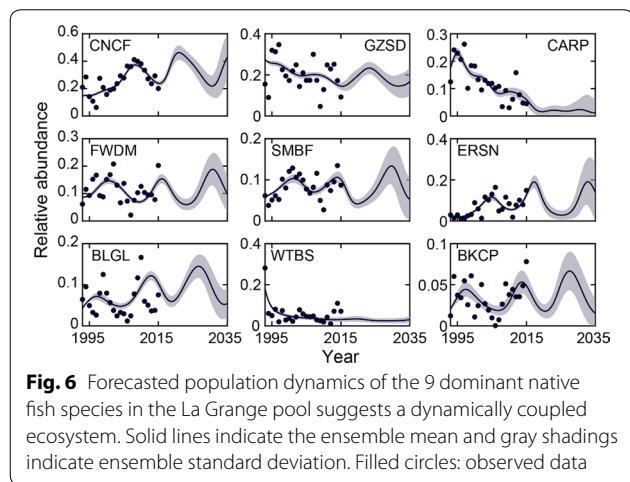 0.6
0.4
0.2
0
CNCF
0.6
0.4
0.2
0
GZSD
0.3
0.2
0.1
0
CARP
Relative abundance
0.3
0.2
0.1
0
FWDM
0.2
0.1
0
SMBF
0.4
0.2
0
ERSN
0.2
0.1
0
BLGL
0.4
0.2
0
WTBS
0.1
0.05
0
BKCP
1995 2015 2035 1995 2015 2035 1995 2015 2035
Year
Fig. 6 Forecasted population dynamics of the 9 dominant native
fish species in the La Grange pool suggests a dynamically coupled
ecosystem. Solid lines indicate the ensemble mean and gray shadings
indicate ensemble standard deviation. Filled circles: observed data